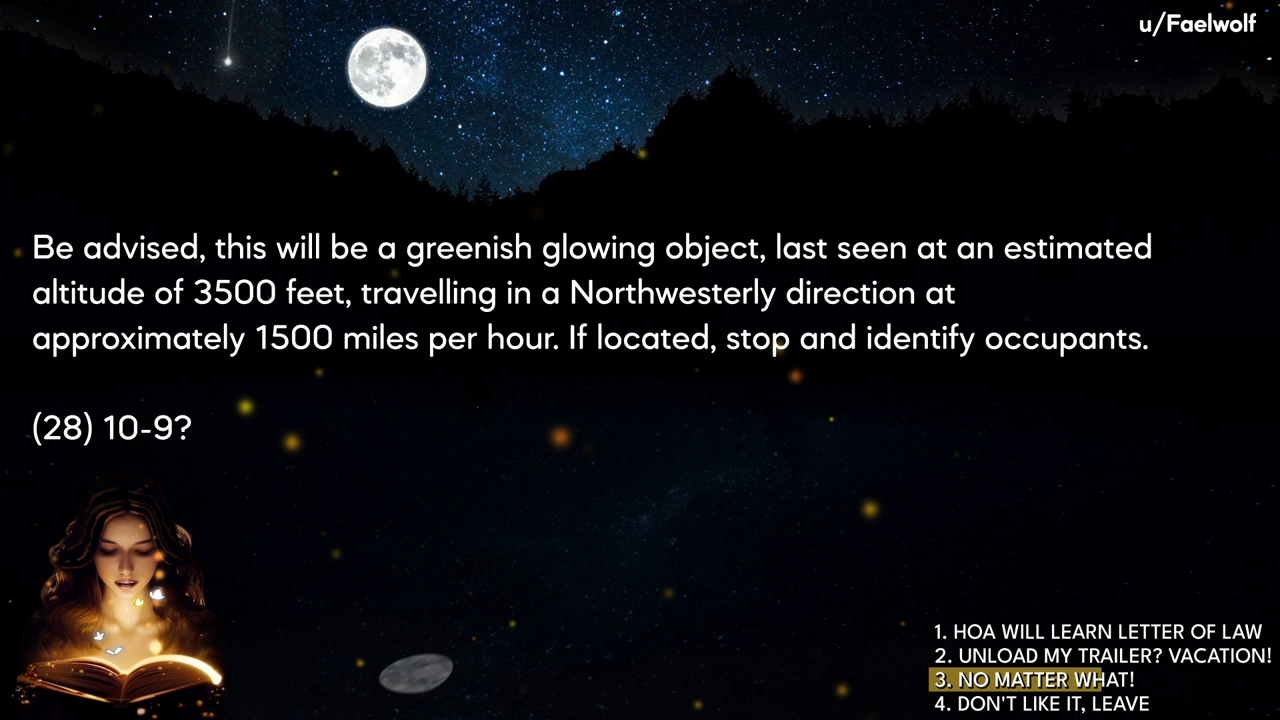 u/Faelwolf
Be advised, this will be a greenish glowing object, last seen at an estimated
altitude of 3500 feet, travelling in a Northwesterly direction at
approximately 1500 miles per hour. If located, stop and identify occupants.
(28) 10-9?
1. HOA WILL LEARN LETTER OF LAW
2. UNLOAD MY TRAILER? VACATION!
3. NO MATTER WHAT!
4. DON'T LIKE IT, LEAVE